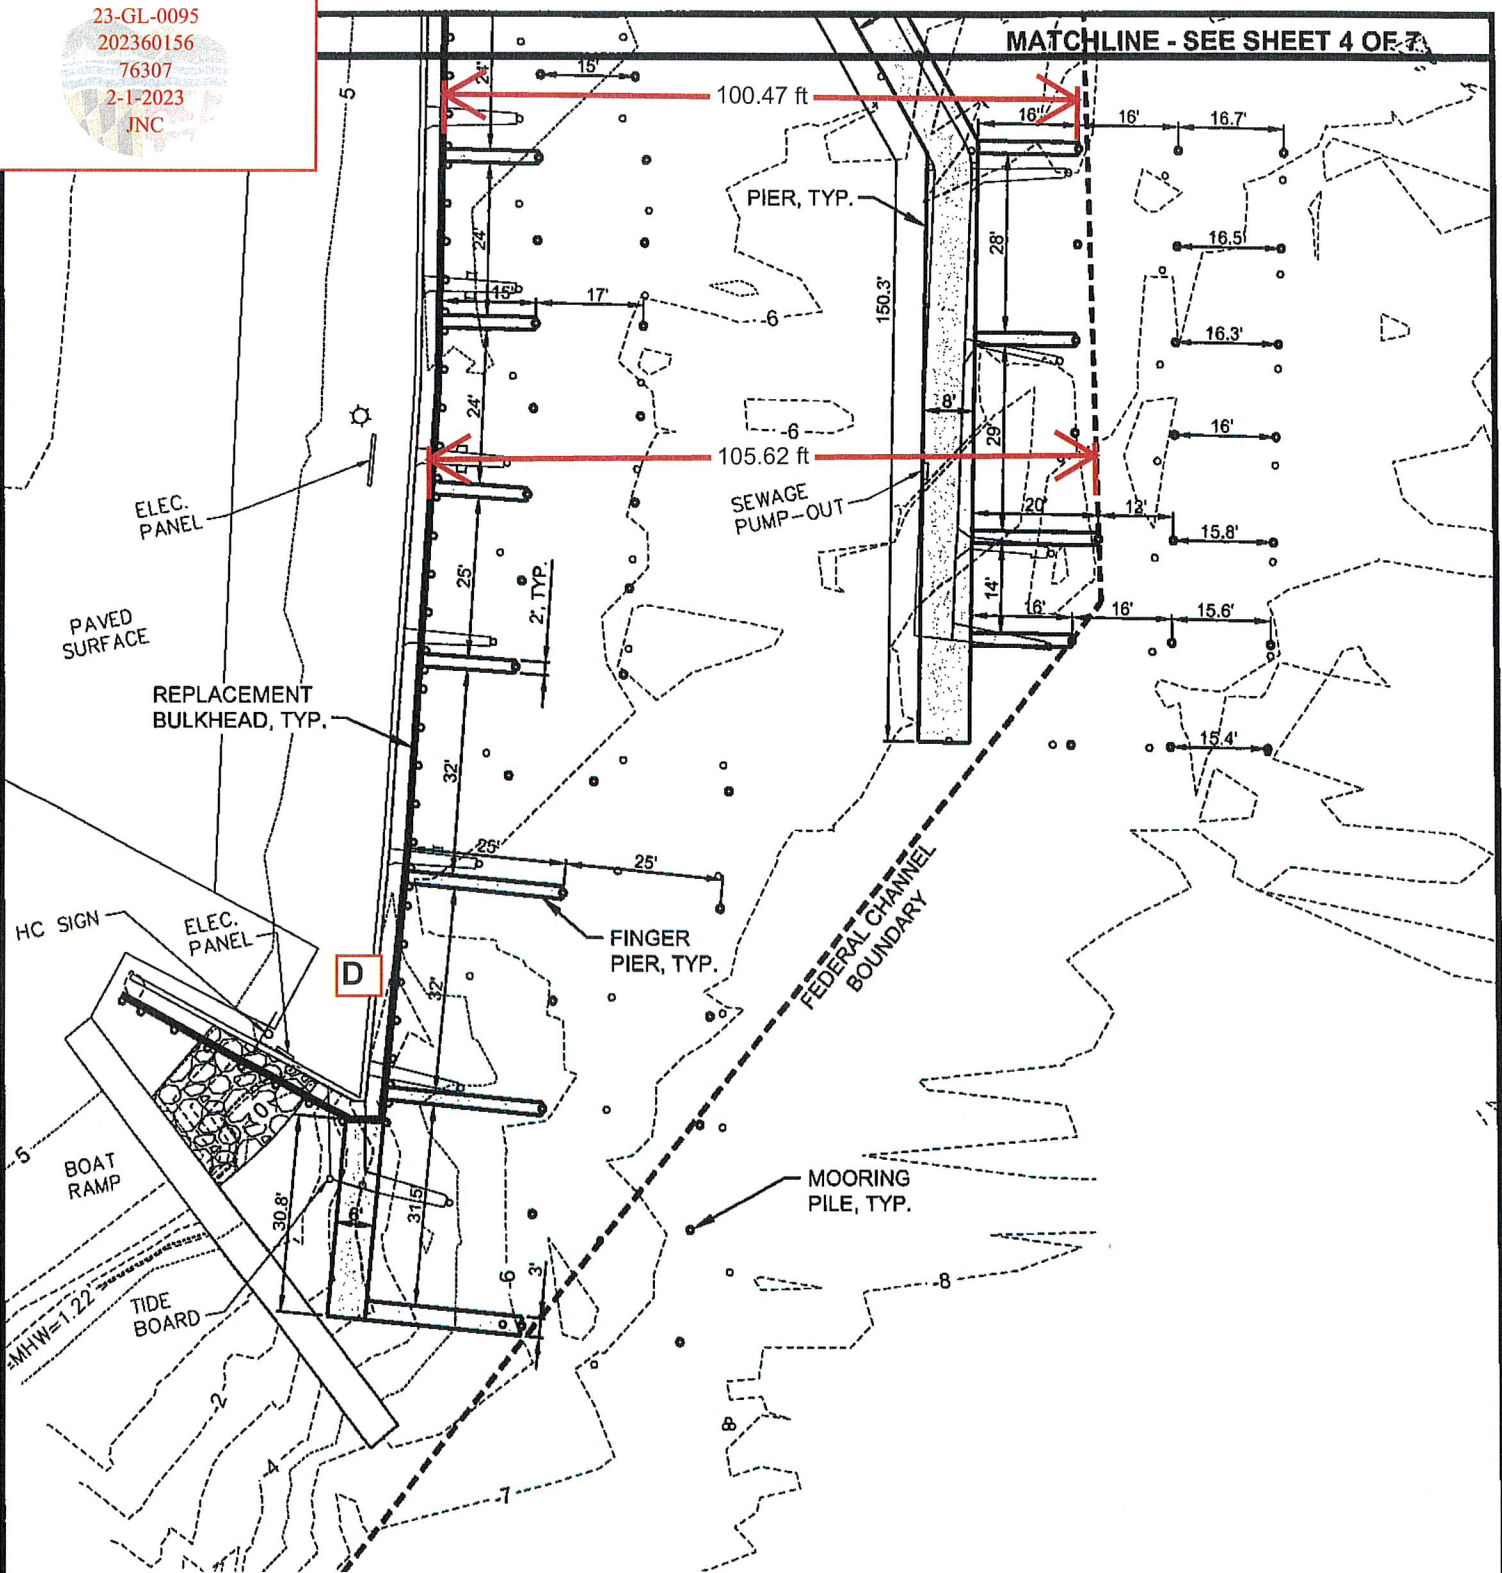 23-GL-0095
202360156
76307
2-1-2023
JNC
MATCHLINE - SEE SHEET 4 OF 7
5
24'
15'
100.47 ft
16'
16'
16.7'
PIER, TYP.
24'
28'
16.5'
15'
17'
6
150.3'
16.3'
24'
8'
29'
6
16'
105.62 ft
ELEC.
PANEL
SEWAGE
PUMP-OUT
20'
12'
15.8'
25'
2', TYP.
14'
PAVED
SURFACE
16'
16'
15.6'
REPLACEMENT
BULKHEAD, TYP.
15.4'
32'
25'
25'
FEDERAL CHANNEL
BOUNDARY
HC SIGN
ELEC.
PANEL
FINGER
PIER, TYP.
D
32'
10'
5
BOAT
RAMP
MOORING
PILE, TYP.
30.8'
6'
31.5'
6
3'
8
TIDE
BOARD
=MHW=1.22'
2
8
4
7